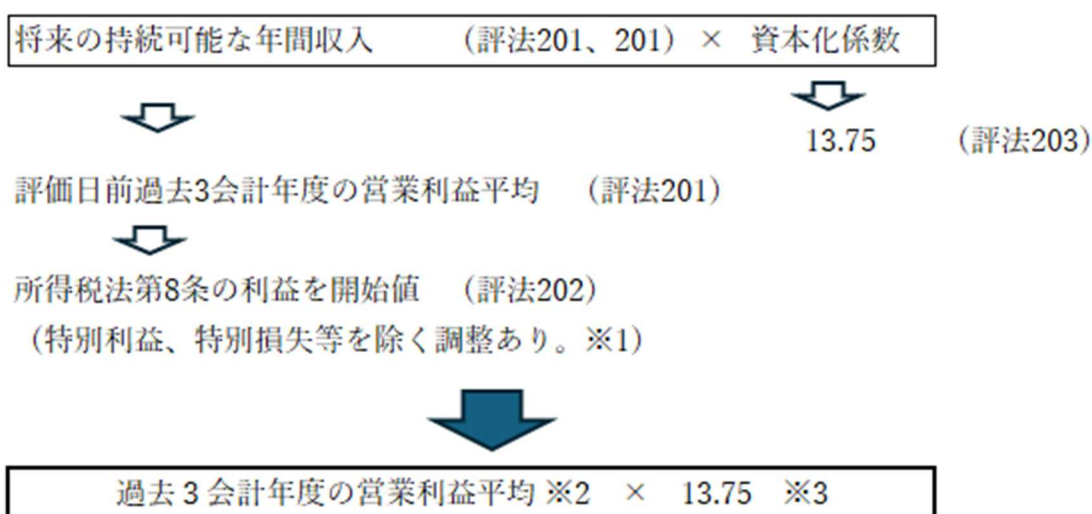 将来の持続可能な年間収入　（評法201、201）×　資本化係数
13.75　（評法203）
評価日前過去3会計年度の営業利益平均　（評法201）
所得税法第8条の利益を開始値　（評法202）
（特別利益、特別損失等を除く調整あり。※1）
過去３会計年度の営業利益平均 ※2　×　13.75　※3